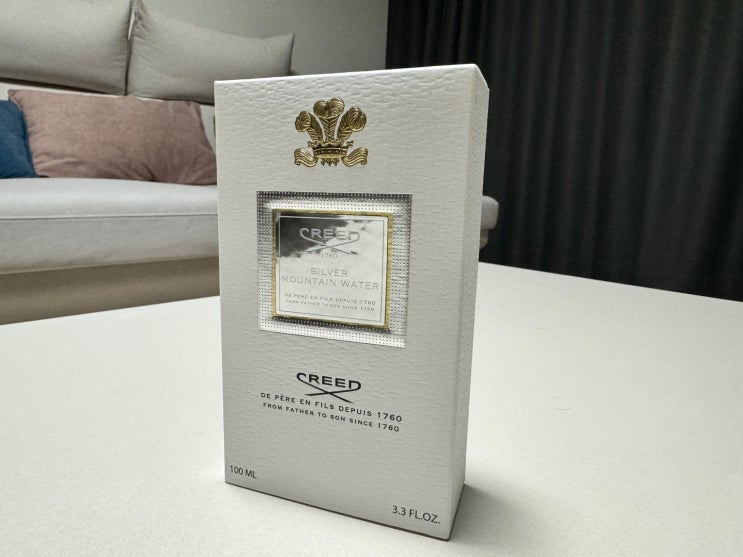 CREED
1760
SILVER
MOUNTAIN WATER
DE PÈRE EN FILS DEPUIS 1760
FROM FATHER TO SON SINCE 1760
CREED
DE PÈRE EN FILS DEPUIS 1760
FROM FATHER TO SON SINCE 1760
100 ML
3.3 FL.OZ.